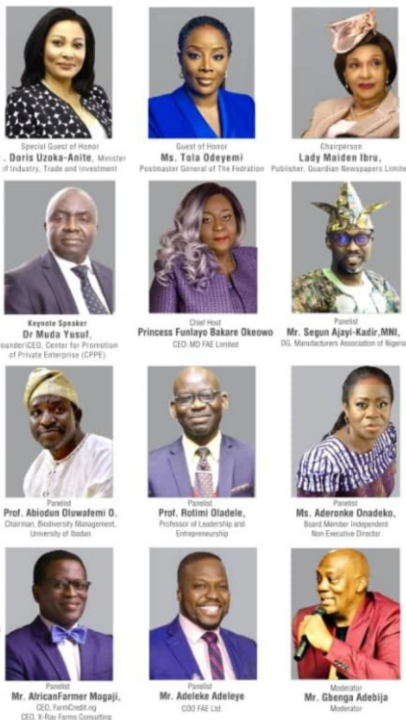 Special Guest of Honor
. Doris Uzoka-Anite, Minister
of Industry, Trade and Investment
Guest of Honor
Ms. Tola Odeyemi
Postmaster General of The Fedration
Chairperson
Lady Maiden Ibru,
Publisher, Guardian Newspapers Limite
Keynote Speaker
Dr Muda Yusuf,
ounder\CEO, Center for Promotion
of Private Enterprise (CPPE)
Chief Host
Princess Funlayo Bakare Okeowo
CEO\ MD FAE Limited
Panelist
Mr. Segun Ajayi-Kadir,MNI,
DG. Manufacturers Association of Nigeria
Panelist
Prof. Abiodun Oluwafemi O.
Chairman, Biodiversity Management,
University of Ibadan
Panelist
Prof. Rotimi Oladele,
Professor of Leadership and
Entrepreneurship
Panelist
Ms. Aderonke Onadeko,
Board Member Independent
Non Executive Director
Panelist
Mr. AfricanFarmer Mogaji,
CEO, FarmCredit.ng
CEO, X-Ray Farms Consulting
Panelist
Mr. Adeleke Adeleye
COO FAE Ltd
Moderator
Mr. Gbenga Adebija
Moderator